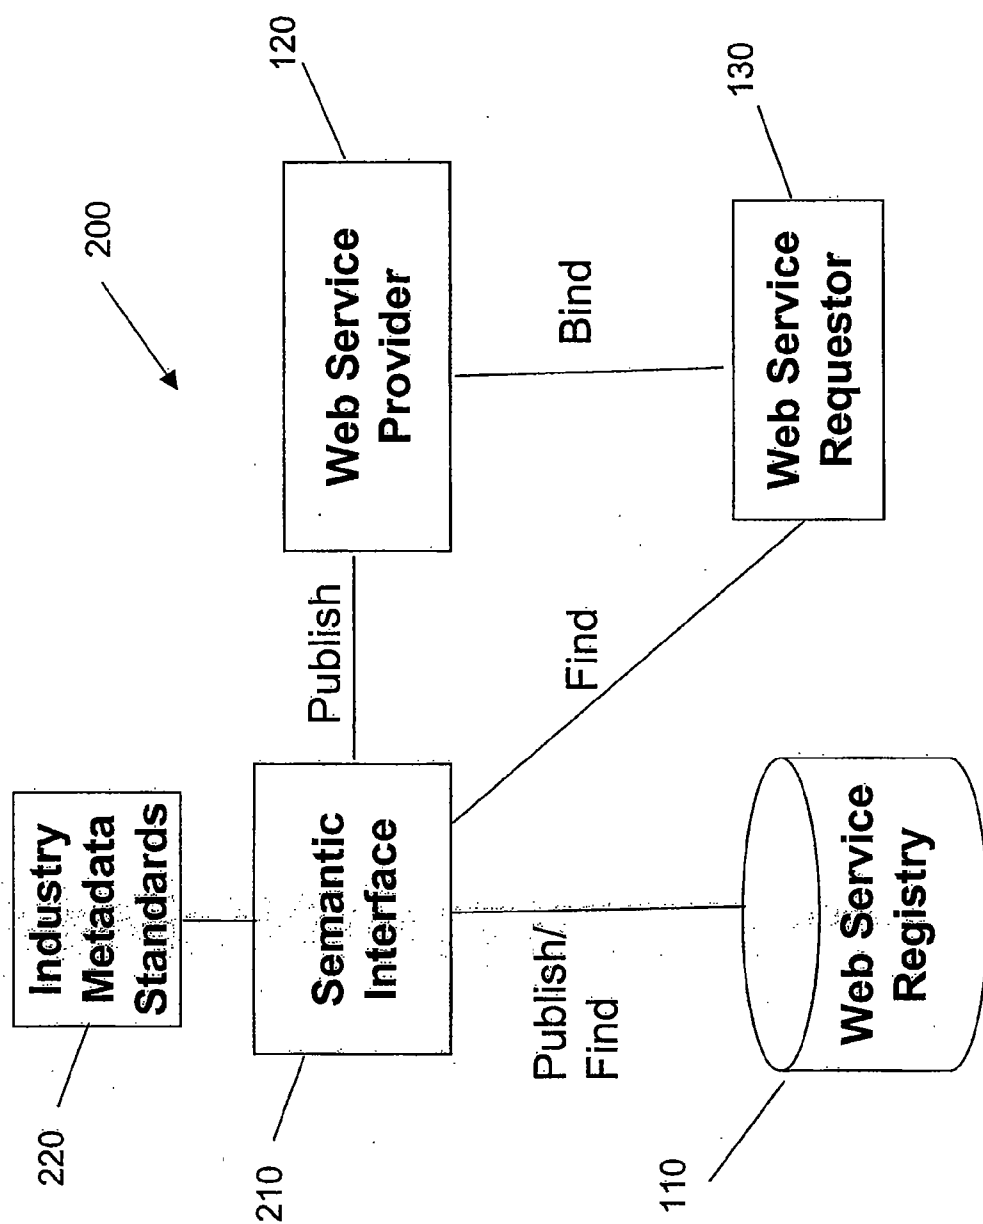 200
220
Industry
Metadata
Standards
210
Semantic
Interface
Publish
120
Web Service
Provider
Publish/
Find
Find
Bind
110
Web Service
Registry
130
Web Service
Requestor